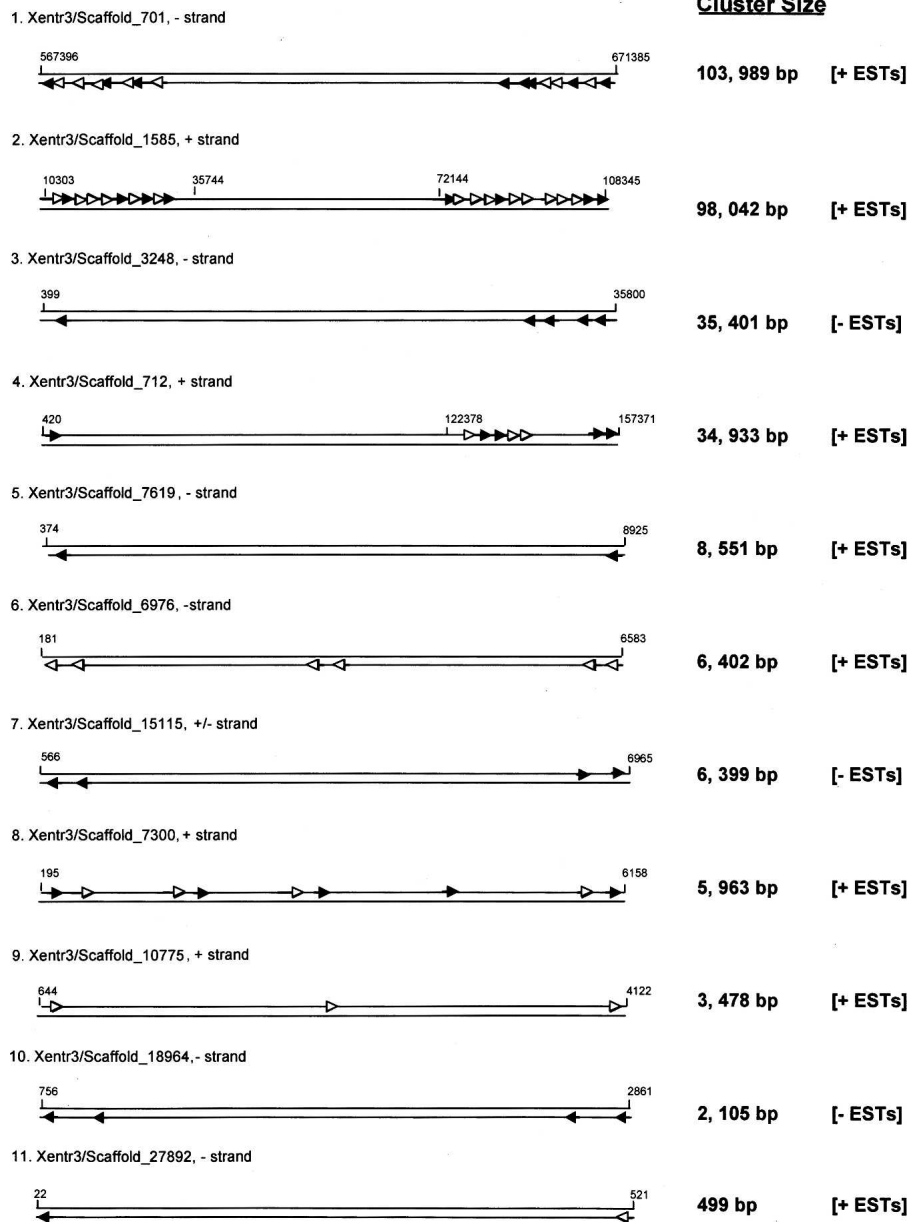 Cluster Size
1. Xentr3/Scaffold_701, - strand
567396 671385
103, 989 bp [+ ESTs]
2. Xentr3/Scaffold_1585, + strand
10303 35744 72144 108345
98, 042 bp [+ ESTs]
3. Xentr3/Scaffold_3248, - strand
399 35800
35, 401 bp [- ESTs]
4. Xentr3/Scaffold_712, + strand
420 122378 157371
34, 933 bp [+ ESTs]
5. Xentr3/Scaffold_7619, - strand
374 8925
8, 551 bp [+ ESTs]
6. Xentr3/Scaffold_6976, -strand
181 6583
6, 402 bp [+ ESTs]
7. Xentr3/Scaffold_15115, +/- strand
566 6965
6, 399 bp [- ESTs]
8. Xentr3/Scaffold_7300, + strand
195 6158
5, 963 bp [+ ESTs]
9. Xentr3/Scaffold_10775, + strand
644 4122
3, 478 bp [+ ESTs]
10. Xentr3/Scaffold_18964,- strand
756 2861
2, 105 bp [- ESTs]
11. Xentr3/Scaffold_27892, - strand
22 521
499 bp [+ ESTs]